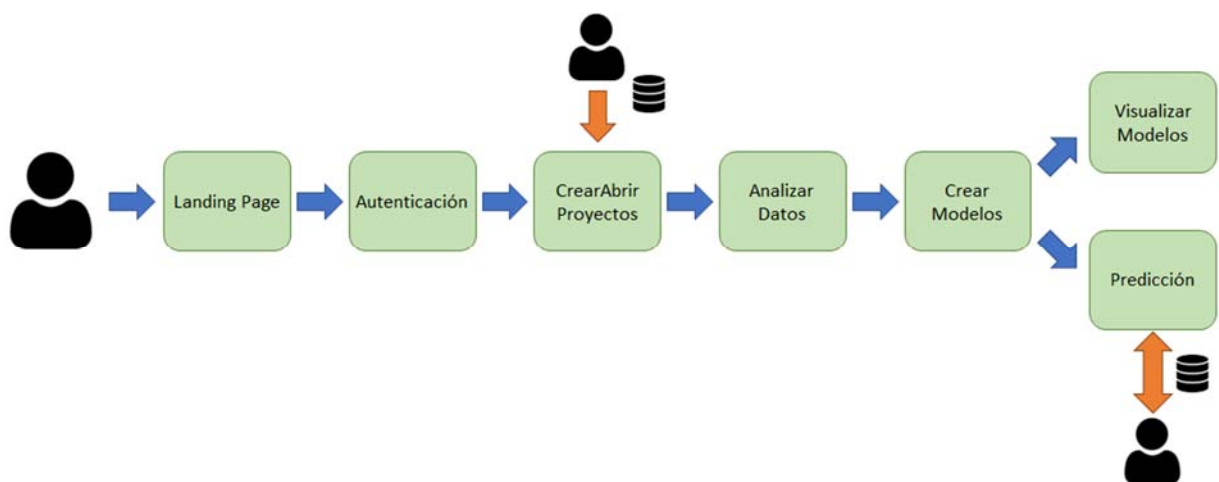 Landing Page
Autenticación
CrearAbrir
Proyectos
Analizar
Datos
Crear
Modelos
Visualizar
Modelos
Predicción